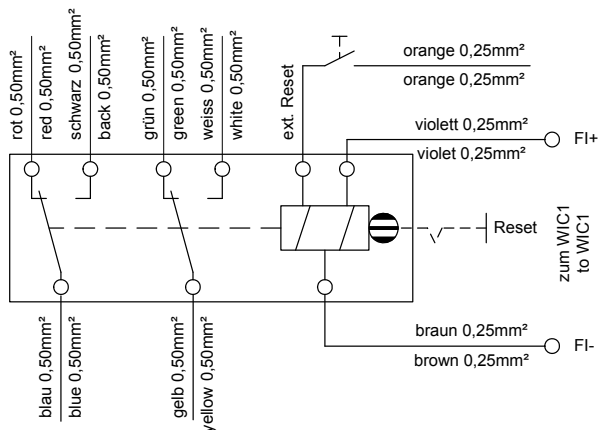 rot 0,50mm²
red 0,50mm²
schwarz 0,50mm²
back 0,50mm²
grün 0,50mm²
green 0,50mm²
weiss 0,50mm²
white 0,50mm²
ext. Reset
orange 0,25mm²
orange 0,25mm²
violett 0,25mm²
violet 0,25mm²
FI+
Reset
zum WIC1
to WIC1
blau 0,50mm²
blue 0,50mm²
gelb 0,50mm²
yellow 0,50mm²
braun 0,25mm²
brown 0,25mm²
FI-